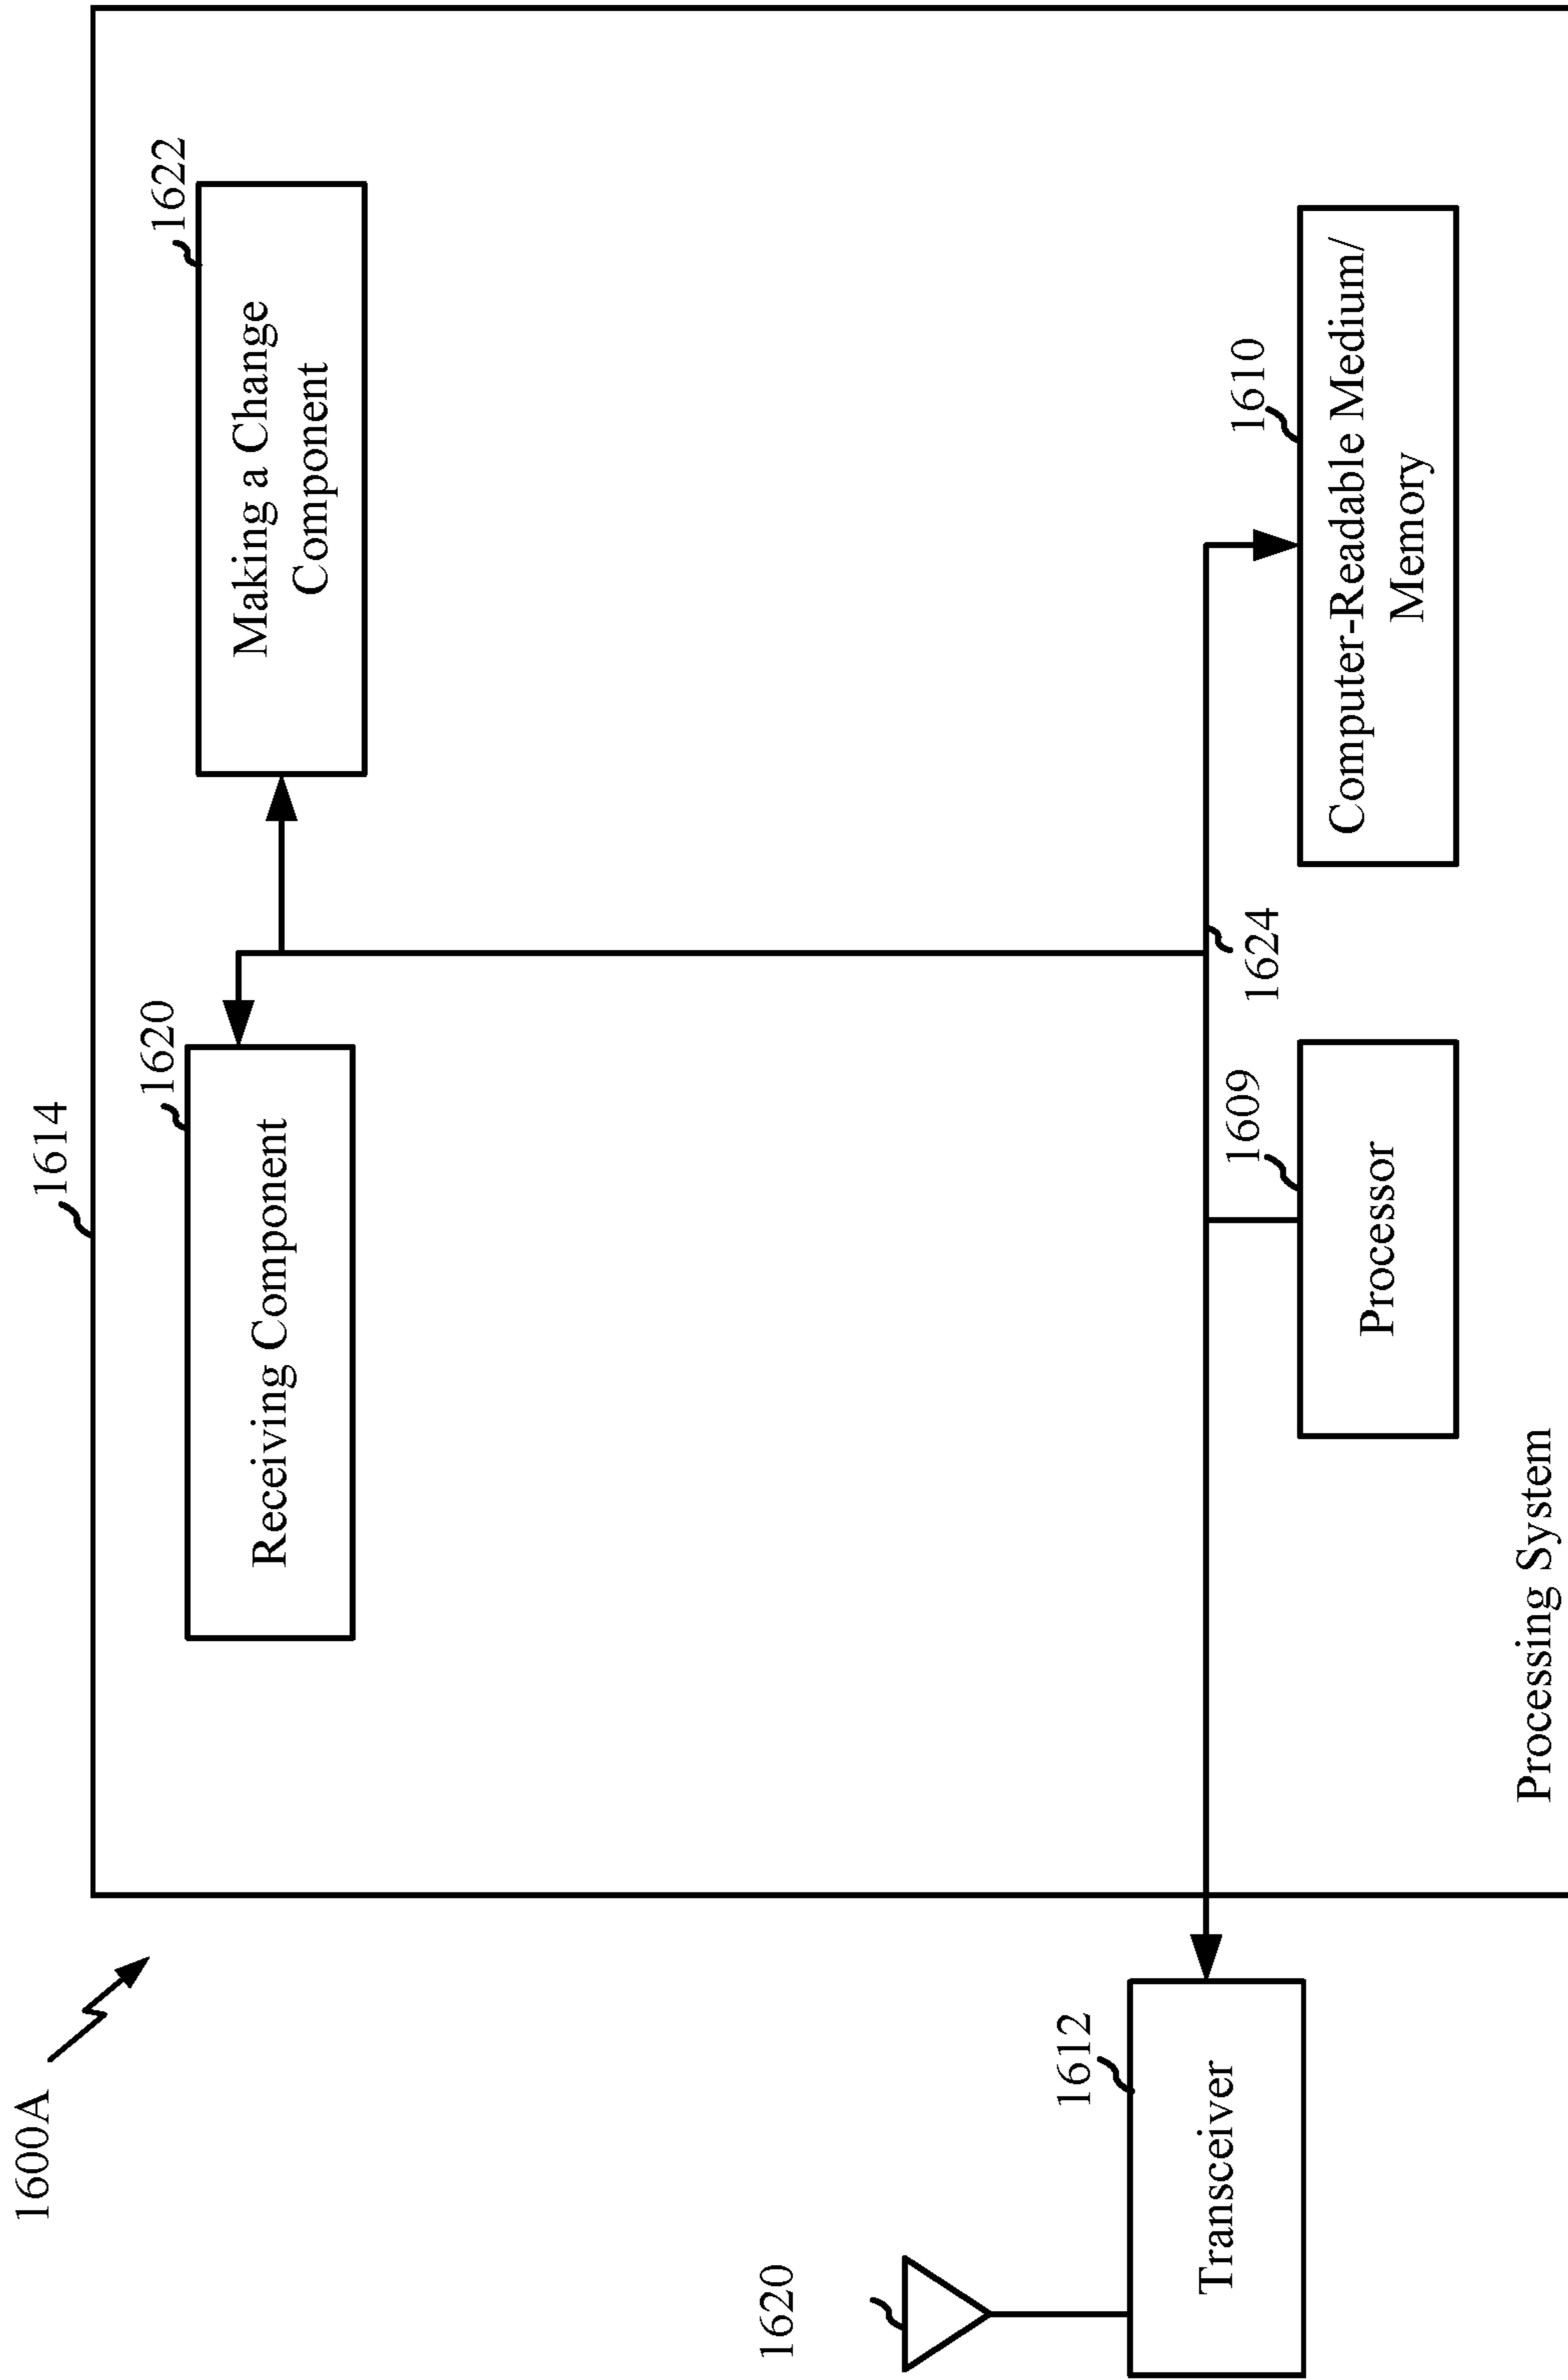 1600A
1614
1620
Receiving Component
1622
Making a Change
Component
1620
1612
Transceiver
1624
1609
Processor
1610
Computer-Readable Medium/
Memory
Processing System